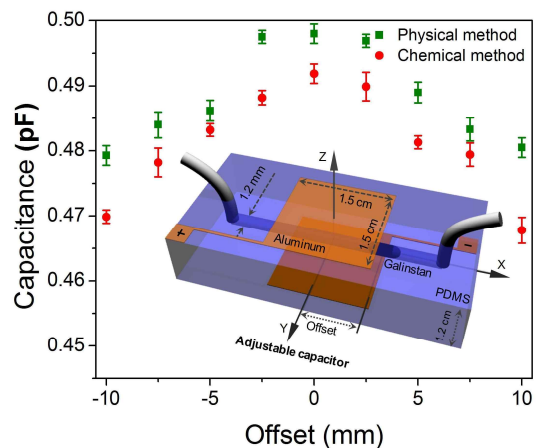 0.50
0.49
0.48
0.47
0.46
0.45
Capacitance (pF)
Physical method
Chemical method
Z
1.2 mm
1.5 cm
1.5 cm
+
Aluminum
Galinstan
−
X
PDMS
Y
Offset
1.2 cm
Adjustable capacitor
-10
-5
0
5
10
Offset (mm)